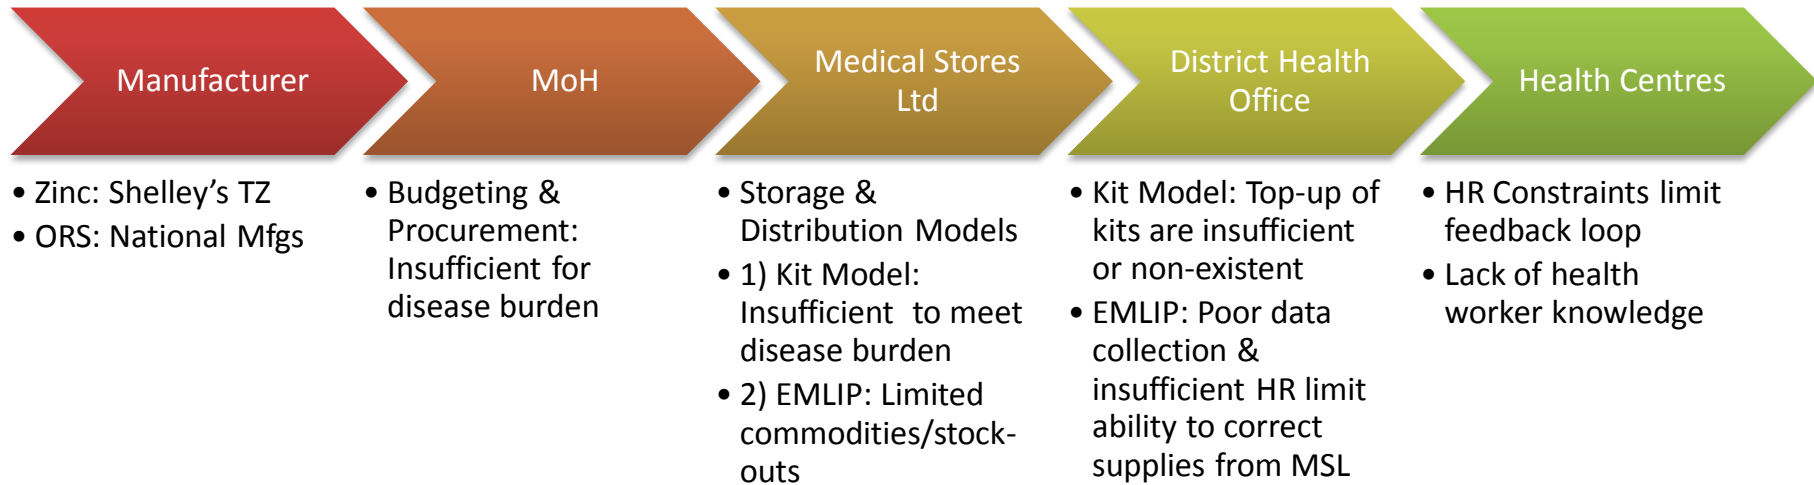 Manufacturer
MoH
Medical Stores
Ltd
District Health
Office
Health Centres
• Zinc: Shelley’s TZ
• ORS: National Mfgs
• Budgeting &
Procurement:
Insufficient for
disease burden
• Storage &
Distribution Models
• 1) Kit Model:
Insufficient to meet
disease burden
• 2) EMLIP: Limited
commodities/stock-
outs
• Kit Model: Top-up of
kits are insufficient
or non-existent
• EMLIP: Poor data
collection &
insufficient HR limit
ability to correct
supplies from MSL
• HR Constraints limit
feedback loop
• Lack of health
worker knowledge